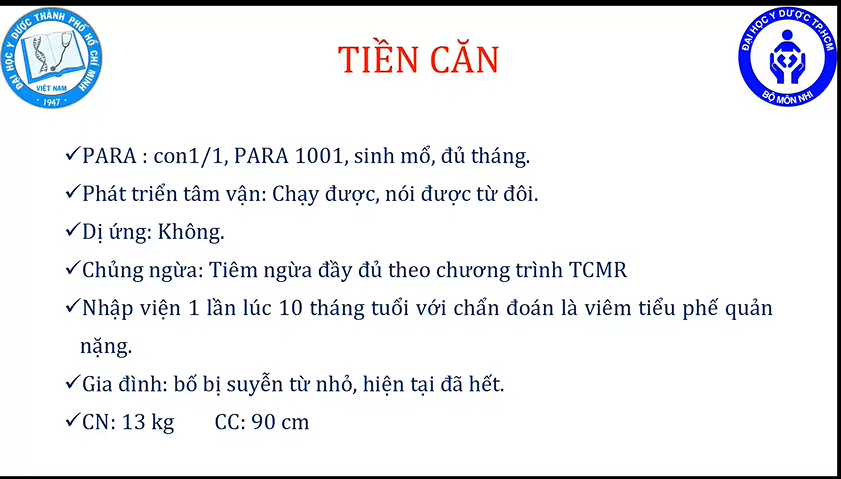 ĐẠI HỌC Y DƯỢC THÀNH PHỐ HỒ CHÍ MINH
VIỆT NAM
1947
TIỀN CĂN
ĐẠI HỌC Y DƯỢC TP.HCM
BỘ MÔN NHI
✓PARA : con1/1, PARA 1001, sinh mổ, đủ tháng.
✓Phát triển tâm vận: Chạy được, nói được từ đôi.
✓Dị ứng: Không.
✓Chủng ngừa: Tiêm ngừa đầy đủ theo chương trình TCMR
✓Nhập viện 1 lần lúc 10 tháng tuổi với chẩn đoán là viêm tiểu phế quản
nặng.
✓Gia đình: bố bị suyễn từ nhỏ, hiện tại đã hết.
✓CN: 13 kg CC: 90 cm